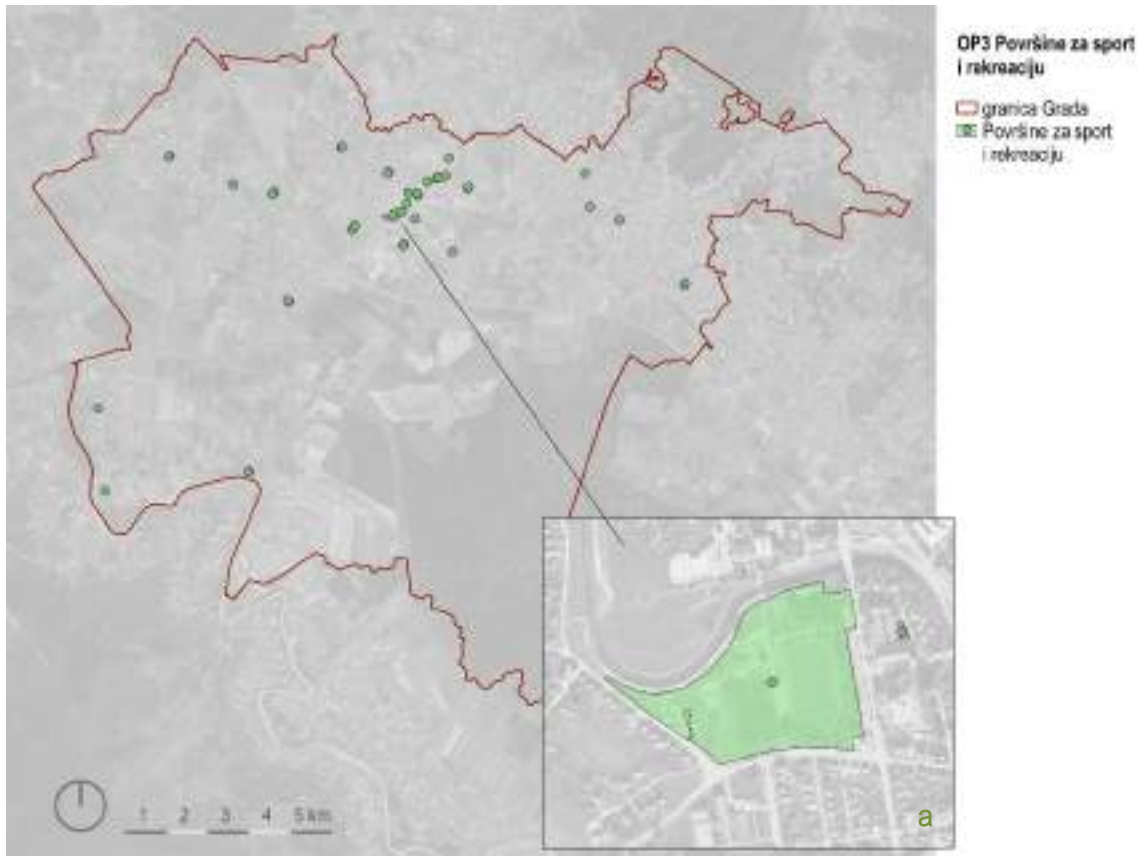 OP3 Površine za sport
i rekreaciju
granica Grada
Površine za sport
i rekreaciju
1 2 3 4 5 km
a